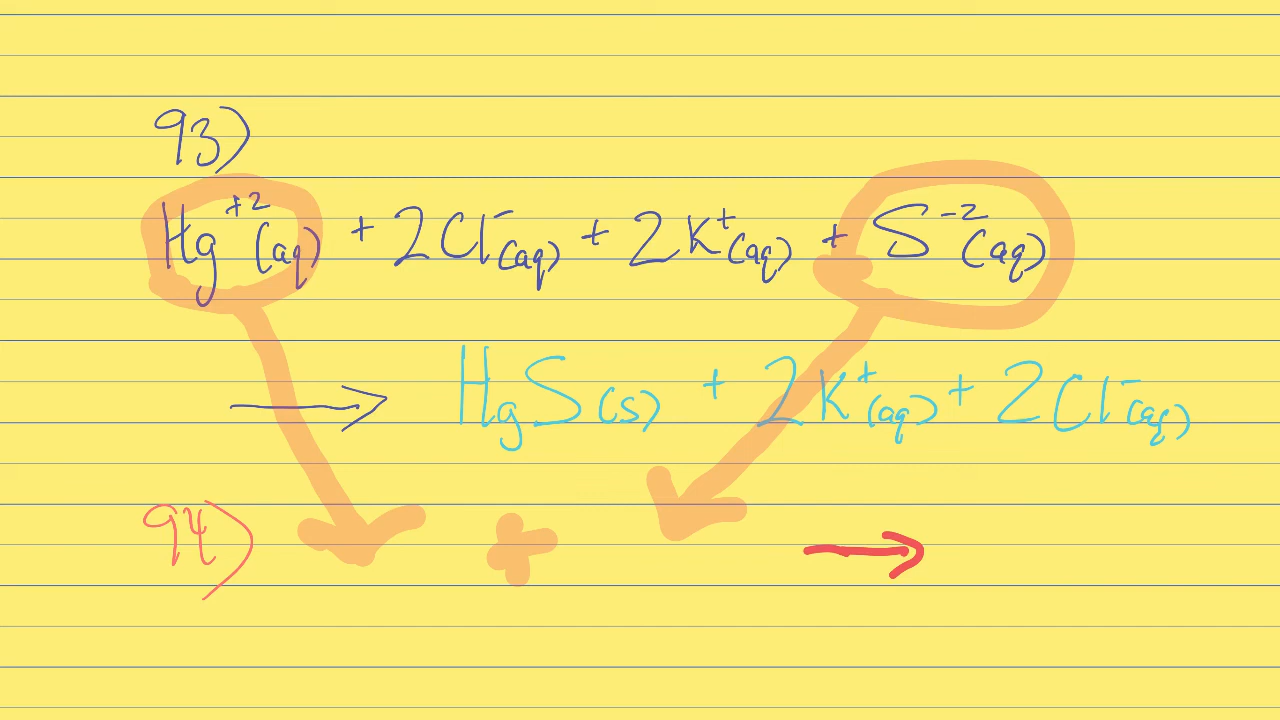 93)
Hg⁺²(aq) + 2Cl⁻(aq) + 2K⁺(aq) + S⁻²(aq)
→ HgS(s) + 2K⁺(aq) + 2Cl⁻(aq)
94) + →